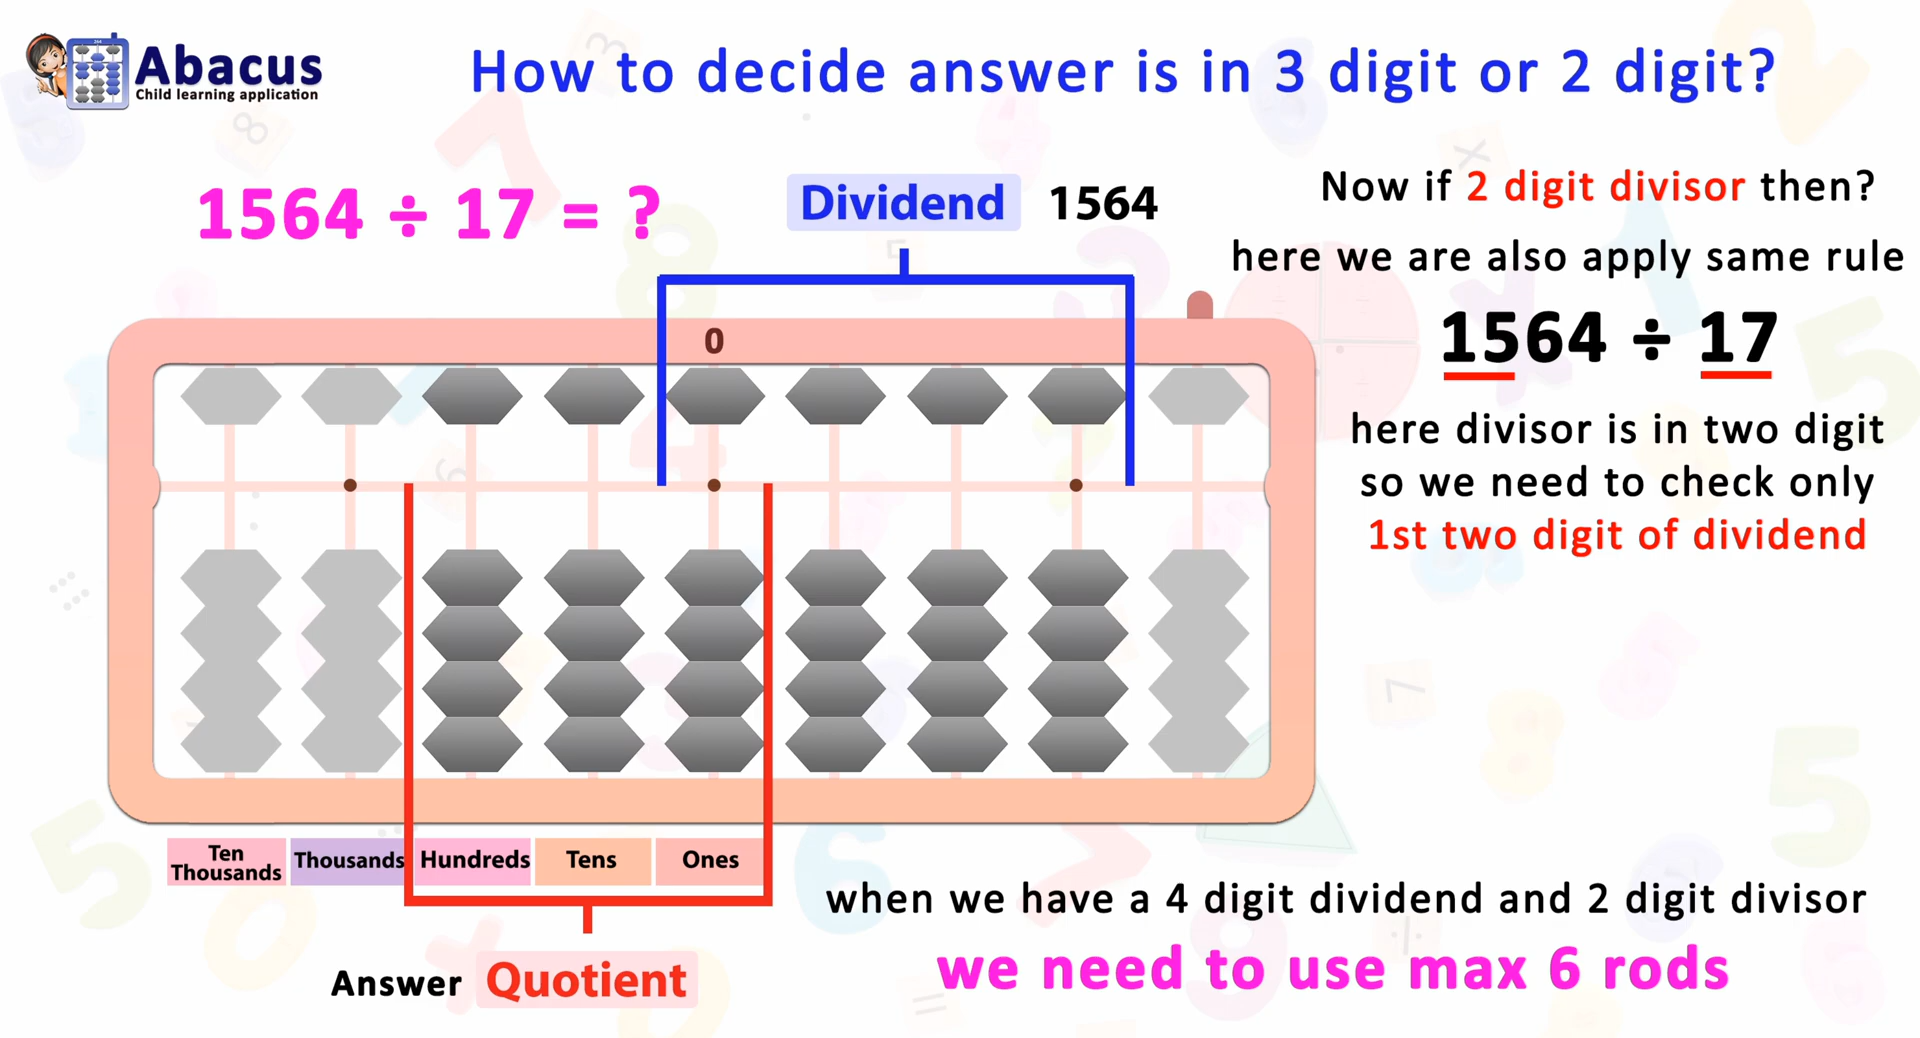 Abacus
Child learning application
How to decide answer is in 3 digit or 2 digit?
1564 ÷ 17 = ?
Dividend 1564
Now if 2 digit divisor then?
here we are also apply same rule
1564 ÷ 17
here divisor is in two digit
so we need to check only
1st two digit of dividend
0
Ten
Thousands
Thousands
Hundreds
Tens
Ones
Answer Quotient
when we have a 4 digit dividend and 2 digit divisor
we need to use max 6 rods